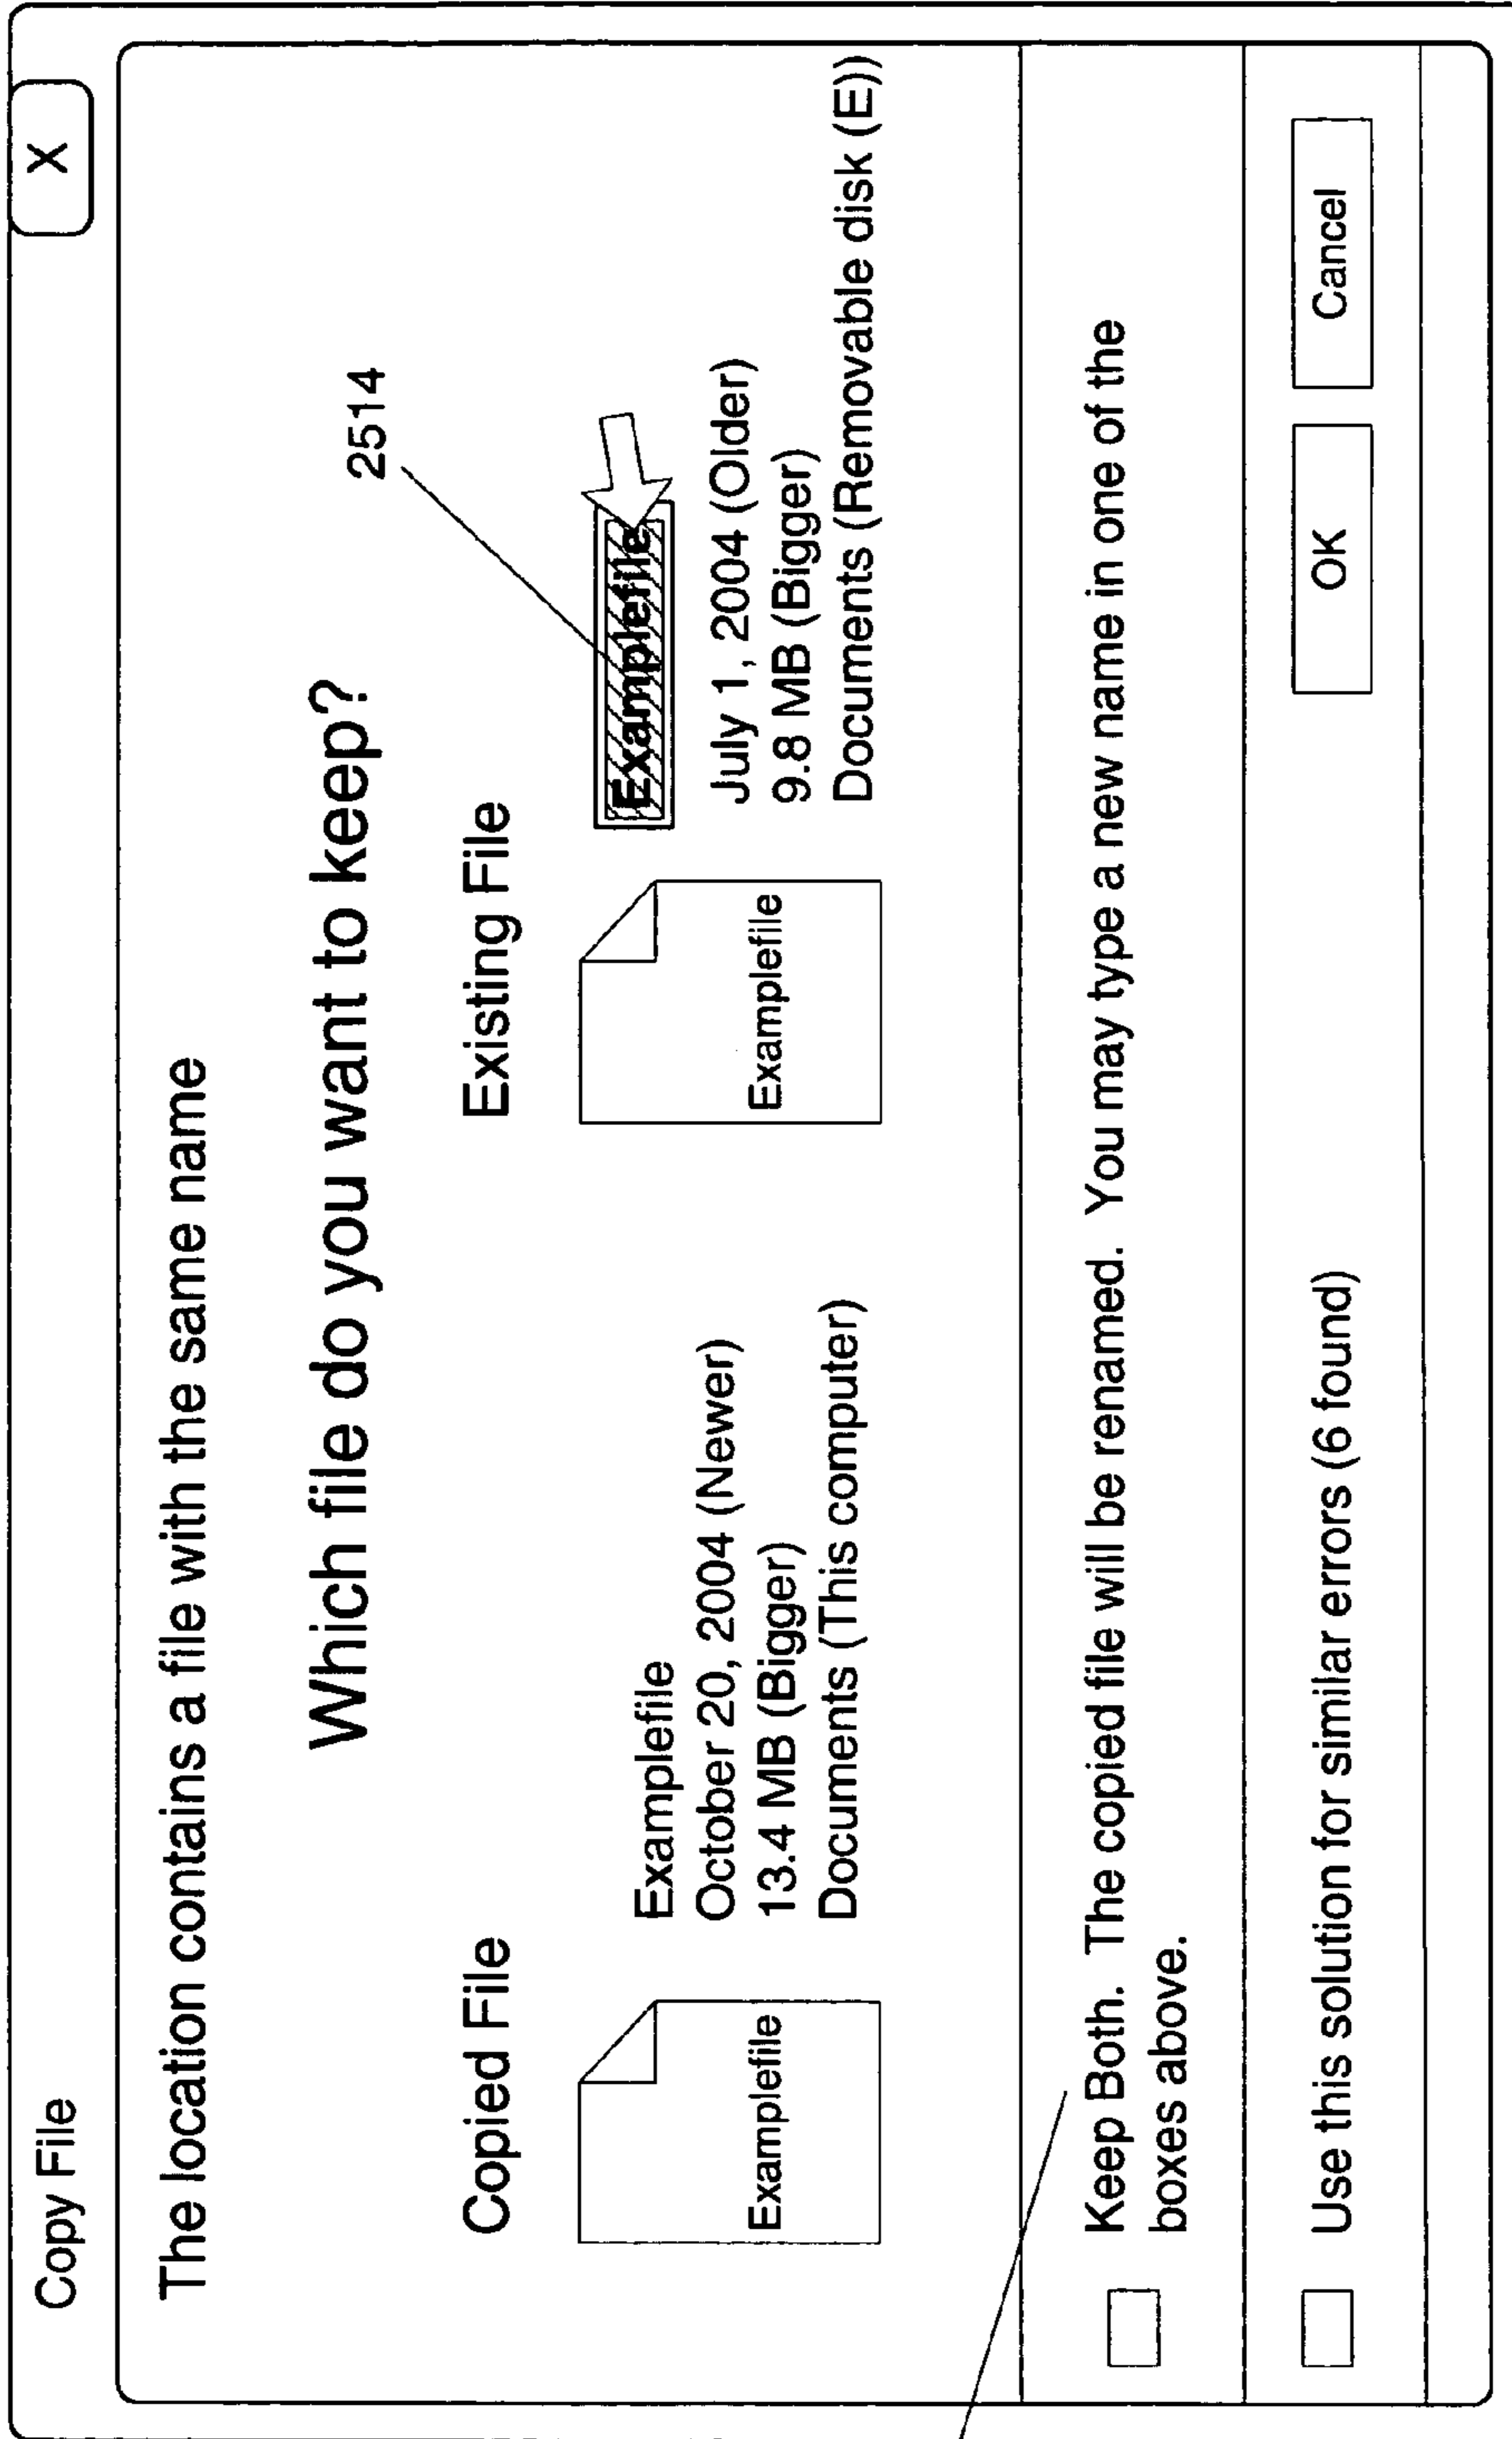 Copy File
X
The location contains a file with the same name
Which file do you want to keep?
2514
Copied File
Examplefile
Examplefile
October 20, 2004 (Newer)
13.4 MB (Bigger)
Documents (This computer)
Existing File
Examplefile
Examplefile
July 1, 2004 (Older)
9.8 MB (Bigger)
Documents (Removable disk (E))
Keep Both. The copied file will be renamed. You may type a new name in one of the
boxes above.
Use this solution for similar errors (6 found)
OK
Cancel